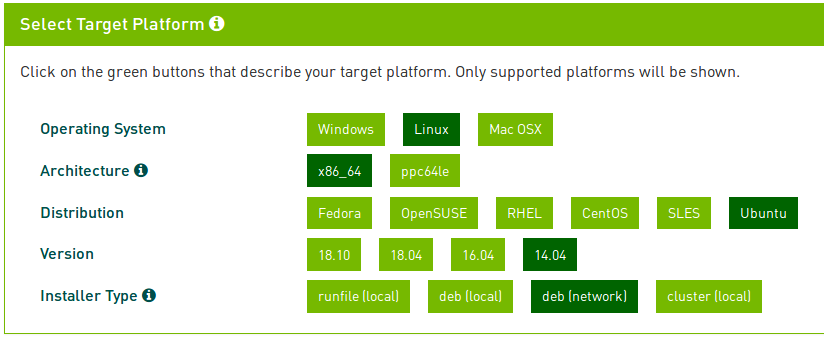 Select Target Platform
Click on the green buttons that describe your target platform. Only supported platforms will be shown.
Operating System Windows Linux Mac OSX
Architecture x86_64 ppc64le
Distribution Fedora OpenSUSE RHEL CentOS SLES Ubuntu
Version 18.10 18.04 16.04 14.04
Installer Type runfile (local) deb (local) deb (network) cluster (local)